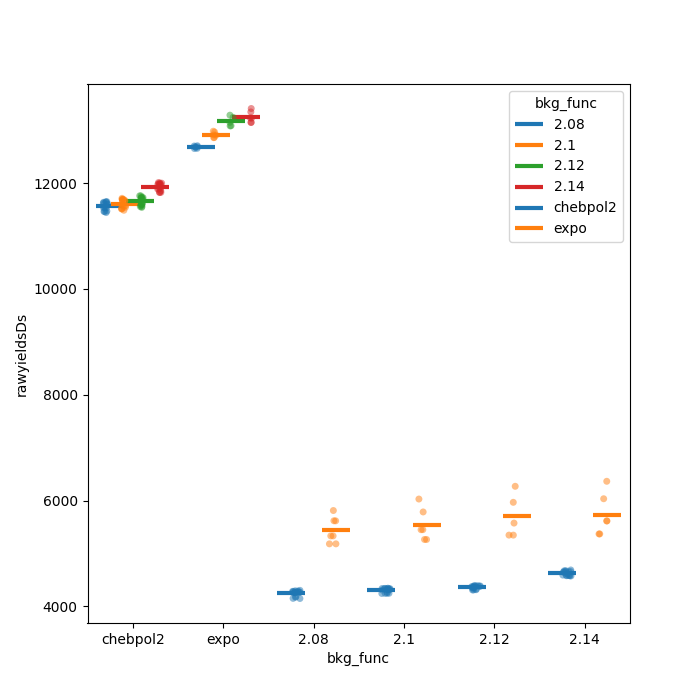 bkg_func
2.08
2.1
2.12
2.14
chebpol2
expo
12000
10000
8000
6000
4000
rawyieldsDs
chebpol2 expo 2.08 2.1 2.12 2.14
bkg_func